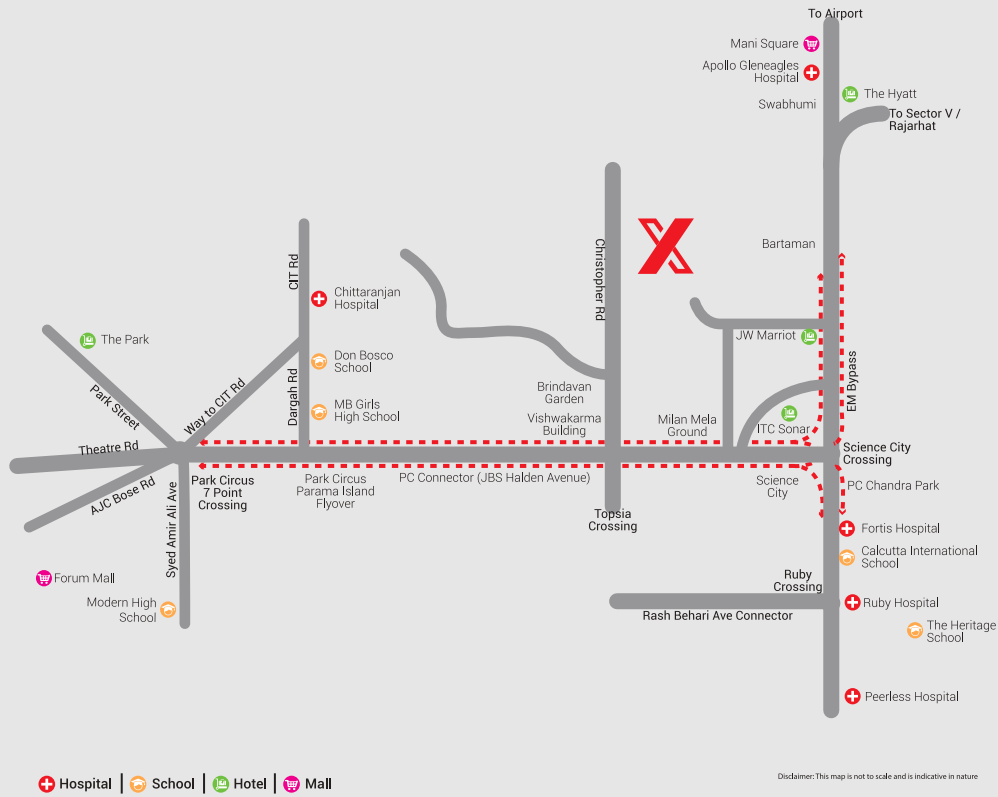 To Airport
Mani Square
Apollo Gleneagles
Hospital
The Hyatt
Swabhumi
To Sector V /
Rajarhat
Bartaman
CIT Rd
Christopher Rd
X
Chittaranjan
Hospital
The Park
JW Marriot
EM Bypass
Don Bosco
School
Park Street
Way to CIT Rd
Dargah Rd
MB Girls
High School
Brindavan
Garden
Vishwakarma
Building
Milan Mela
Ground
ITC Sonar
Theatre Rd
Science City
Crossing
AJC Bose Rd
Park Circus
7 Point
Crossing
Park Circus
Parama Island
Flyover
PC Connector (JBS Halden Avenue)
Science
City
PC Chandra Park
Syed Amir Ali Ave
Topsia
Crossing
Fortis Hospital
Calcutta International
School
Forum Mall
Ruby
Crossing
Modern High
School
Rash Behari Ave Connector
Ruby Hospital
The Heritage
School
Peerless Hospital
Hospital | School | Hotel | Mall
Disclaimer: This map is not to scale and is indicative in nature